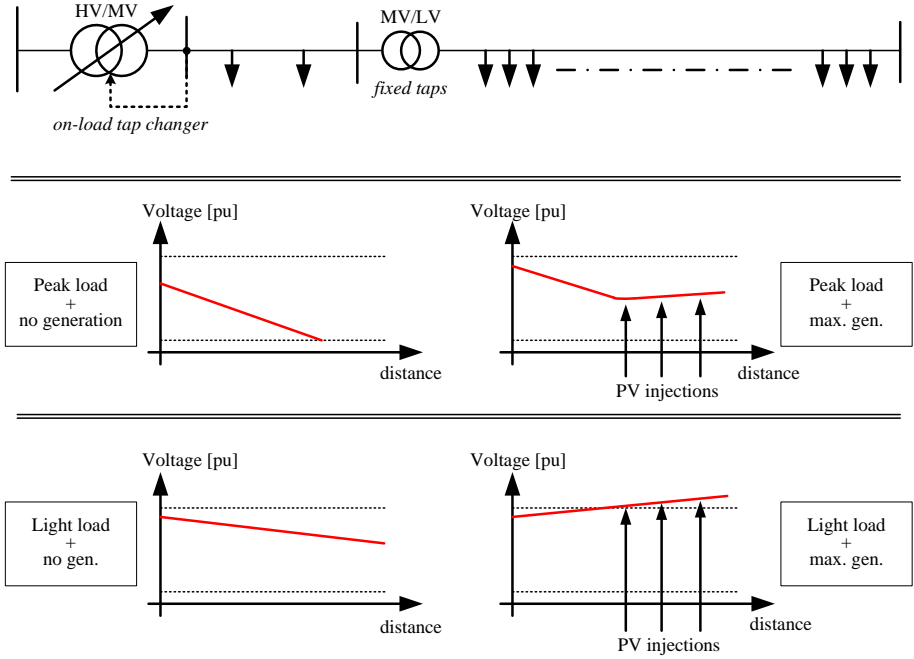 HV/MV
MV/LV
fixed taps
on-load tap changer
Voltage [pu]
Voltage [pu]
Peak load
+
no generation
Peak load
+
max. gen.
distance
distance
PV injections
Voltage [pu]
Voltage [pu]
Light load
+
no gen.
Light load
+
max. gen.
distance
distance
PV injections